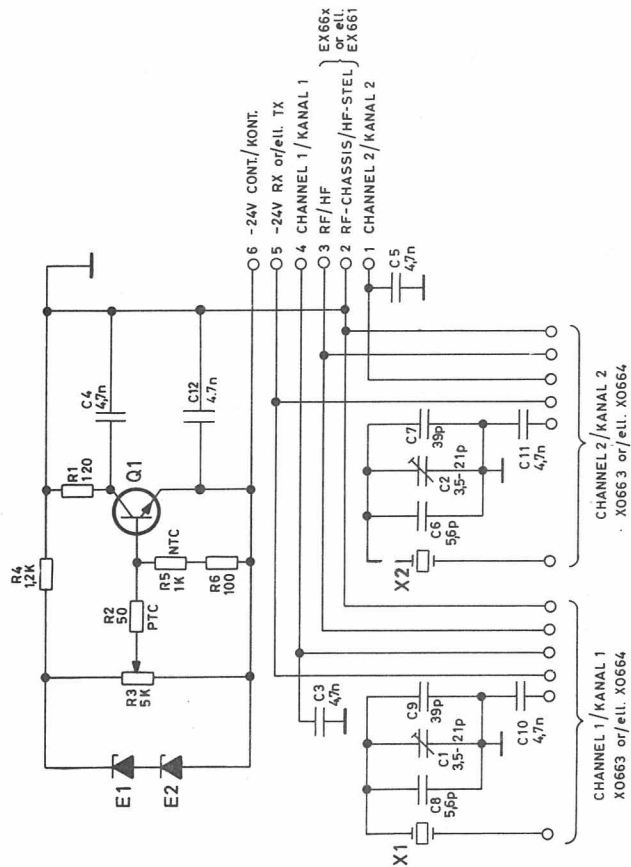 R4
1,2K
R1
120
C4
4,7n
Q1
C12
4.7n
R2
50
PTC
R5
1K
NTC
R6
100
R3
5K
E1
E2
6 -24V CONT./KONT.
5 -24V RX or/ell. TX
4 CHANNEL 1/KANAL 1
3 RF/HF
2 RF-CHASSIS/HF-STEL
1 CHANNEL 2/KANAL 2
EX66x
or ell.
EX661
C5
4,7n
C3
4,7n
X1
C8
5,6p
C1
3,5-21p
C9
39p
C10
4,7n
CHANNEL 1/KANAL 1
XO663 or/ell. XO664
X2
C6
5,6p
C2
3,5-21p
C7
39p
C11
4,7n
CHANNEL 2/KANAL 2
XO663 or/ell. XO664